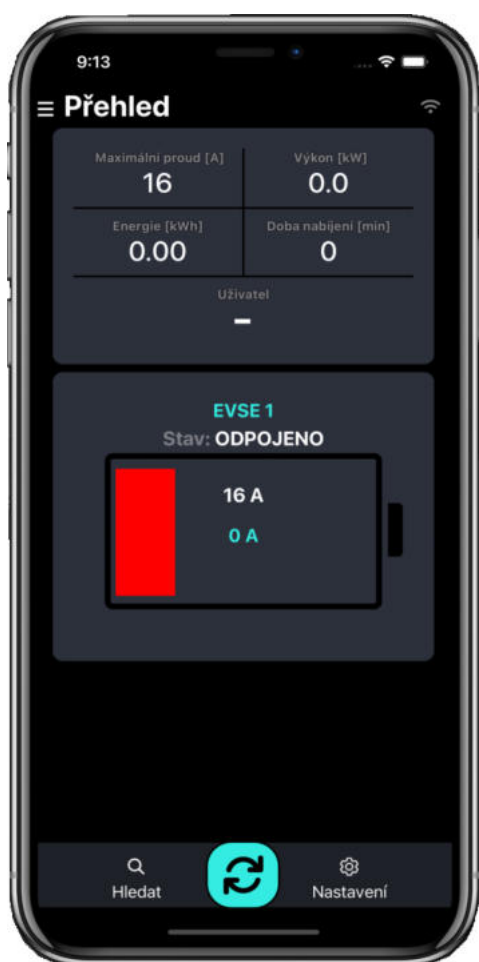 9:13
Přehled
Maximální proud [A]
Výkon [kW]
16
0.0
Energie [kWh]
Doba nabíjení [min]
0.00
0
Uživatel
–
EVSE 1
Stav: ODPOJENO
16 A
0 A
Hledat
Nastavení